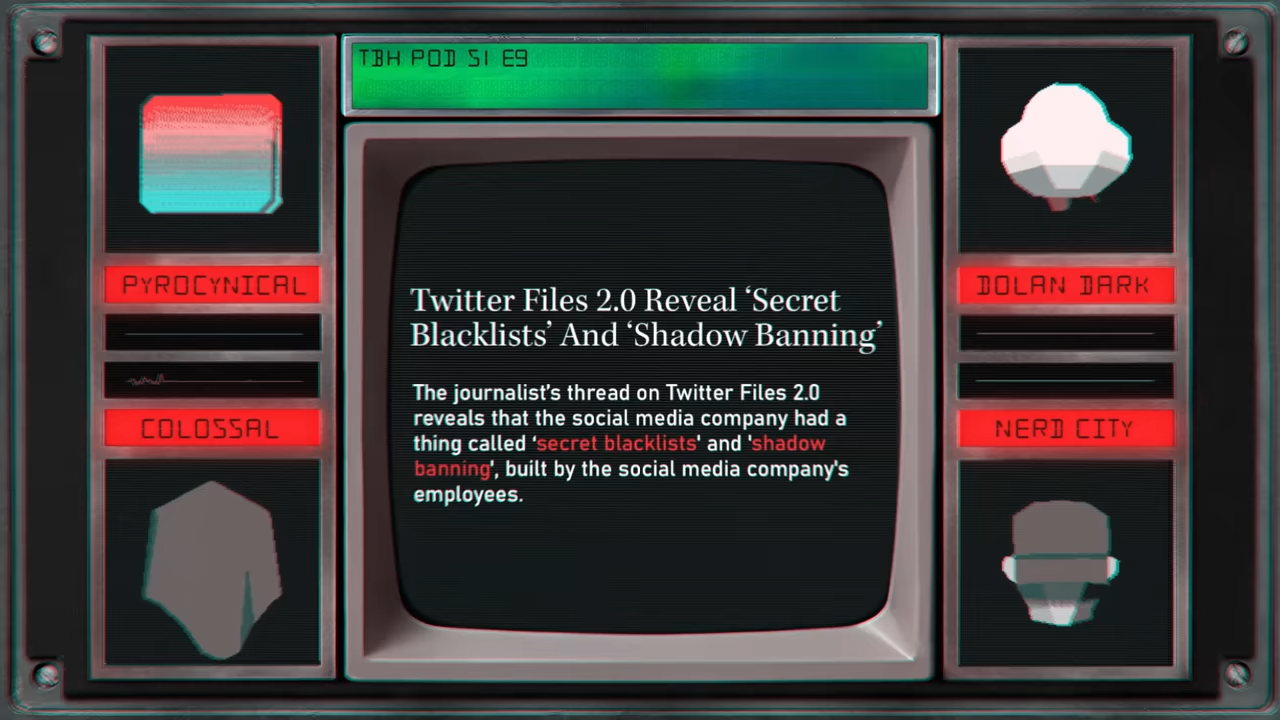 TBH POD S1 E9
PYROCYNICAL
COLOSSAL
Twitter Files 2.0 Reveal ‘Secret
Blacklists’ And ‘Shadow Banning’
The journalist's thread on Twitter Files 2.0
reveals that the social media company had a
thing called ‘secret blacklists' and 'shadow
banning', built by the social media company's
employees.
DOLAN DARK
NERD CITY